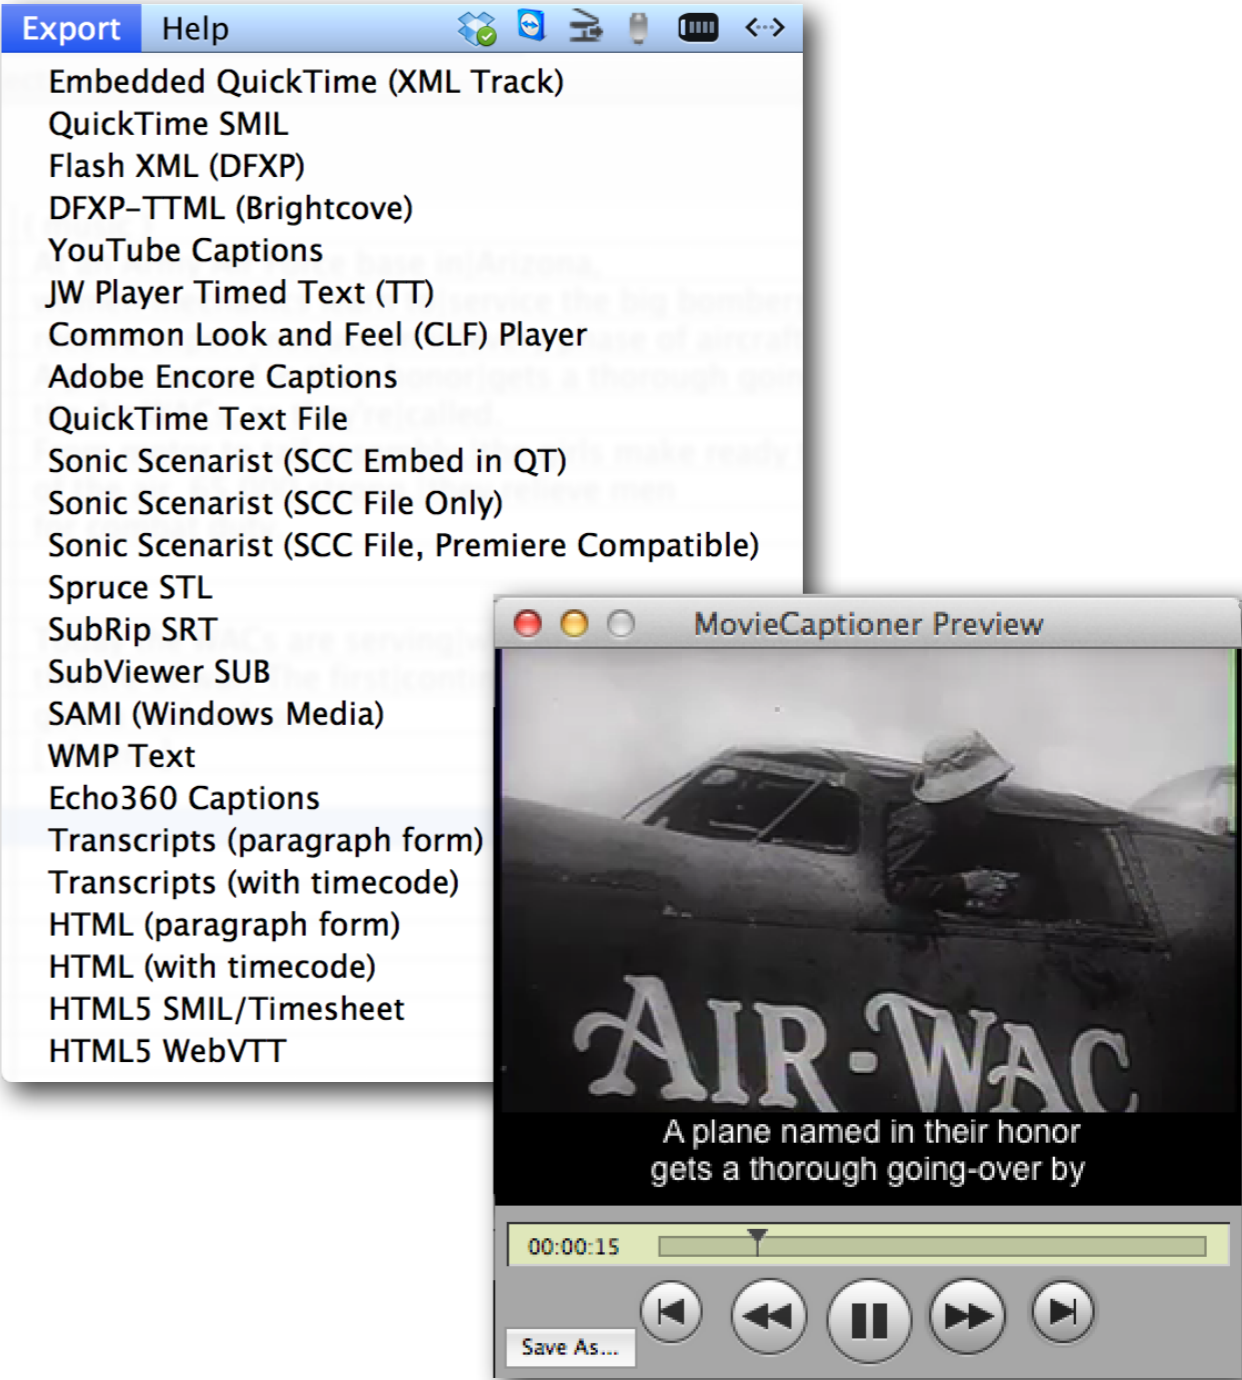 Export Help
Embedded QuickTime (XML Track)
QuickTime SMIL
Flash XML (DFXP)
DFXP-TTML (Brightcove)
YouTube Captions
JW Player Timed Text (TT)
Common Look and Feel (CLF) Player
Adobe Encore Captions
QuickTime Text File
Sonic Scenarist (SCC Embed in QT)
Sonic Scenarist (SCC File Only)
Sonic Scenarist (SCC File, Premiere Compatible)
Spruce STL
SubRip SRT
SubViewer SUB
SAMI (Windows Media)
WMP Text
Echo360 Captions
Transcripts (paragraph form)
Transcripts (with timecode)
HTML (paragraph form)
HTML (with timecode)
HTML5 SMIL/Timesheet
HTML5 WebVTT
MovieCaptioner Preview
AIR-WAC
A plane named in their honor
gets a thorough going-over by
00:00:15
Save As...